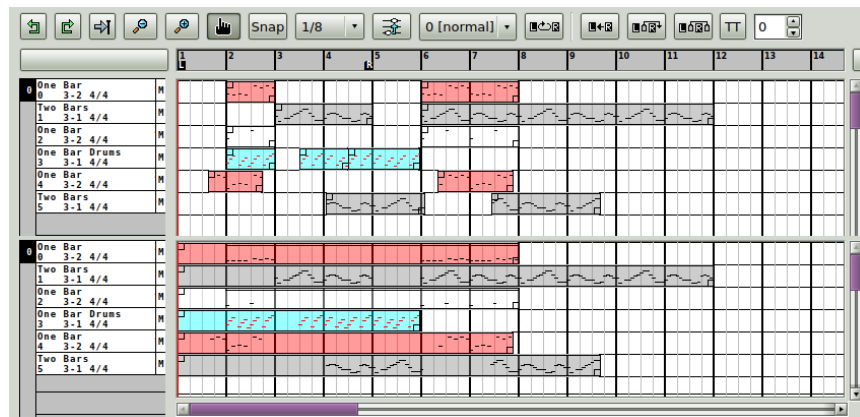 Snap 1/8 0 [normal] TT 0
1 2 3 4 5 6 7 8 9 10 11 12 13 14
L R
0 One Bar M
0 3-2 4/4
Two Bars M
1 3-1 4/4
One Bar M
2 3-2 4/4
One Bar Drums M
3 3-1 4/4
One Bar M
4 3-2 4/4
Two Bars M
5 3-1 4/4
0 One Bar M
0 3-2 4/4
Two Bars M
1 3-1 4/4
One Bar M
2 3-2 4/4
One Bar Drums M
3 3-1 4/4
One Bar M
4 3-2 4/4
Two Bars M
5 3-1 4/4